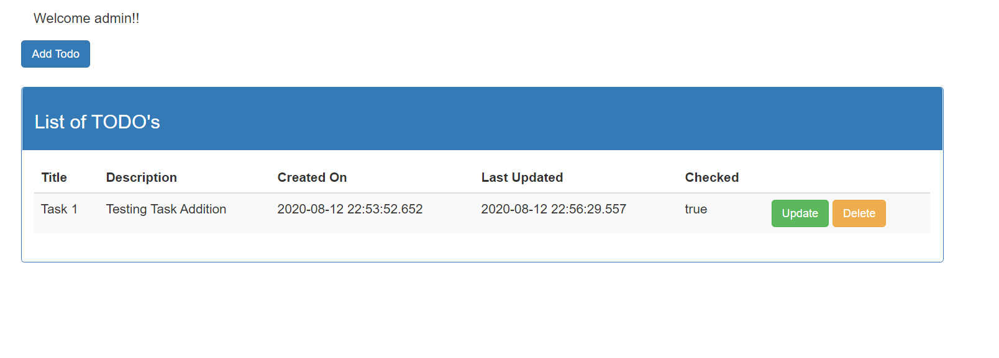 Welcome admin!!
Add Todo
List of TODO's
Title Description Created On Last Updated Checked
Task 1 Testing Task Addition 2020-08-12 22:53:52.652 2020-08-12 22:56:29.557 true Update Delete